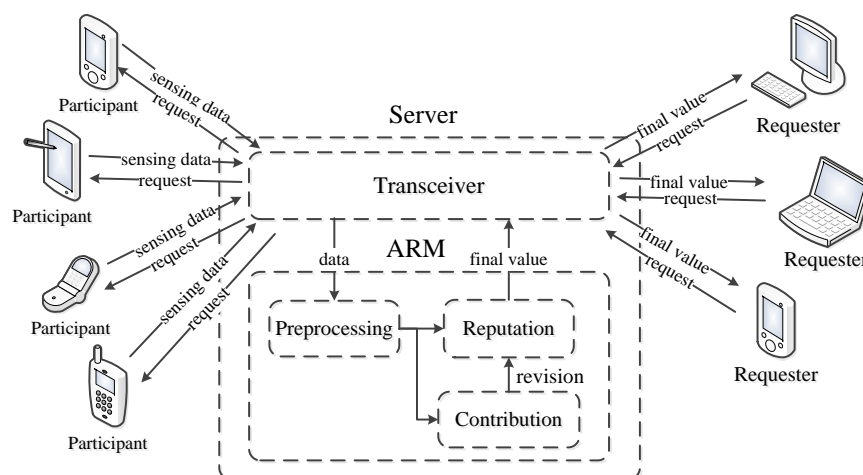 Participant
sensing data
request
Participant
sensing data
request
Participant
sensing data
request
Participant
sensing data
request
Server
Transceiver
ARM
data
final value
Preprocessing
Reputation
revision
Contribution
final value
request
Requester
final value
request
Requester
final value
request
Requester